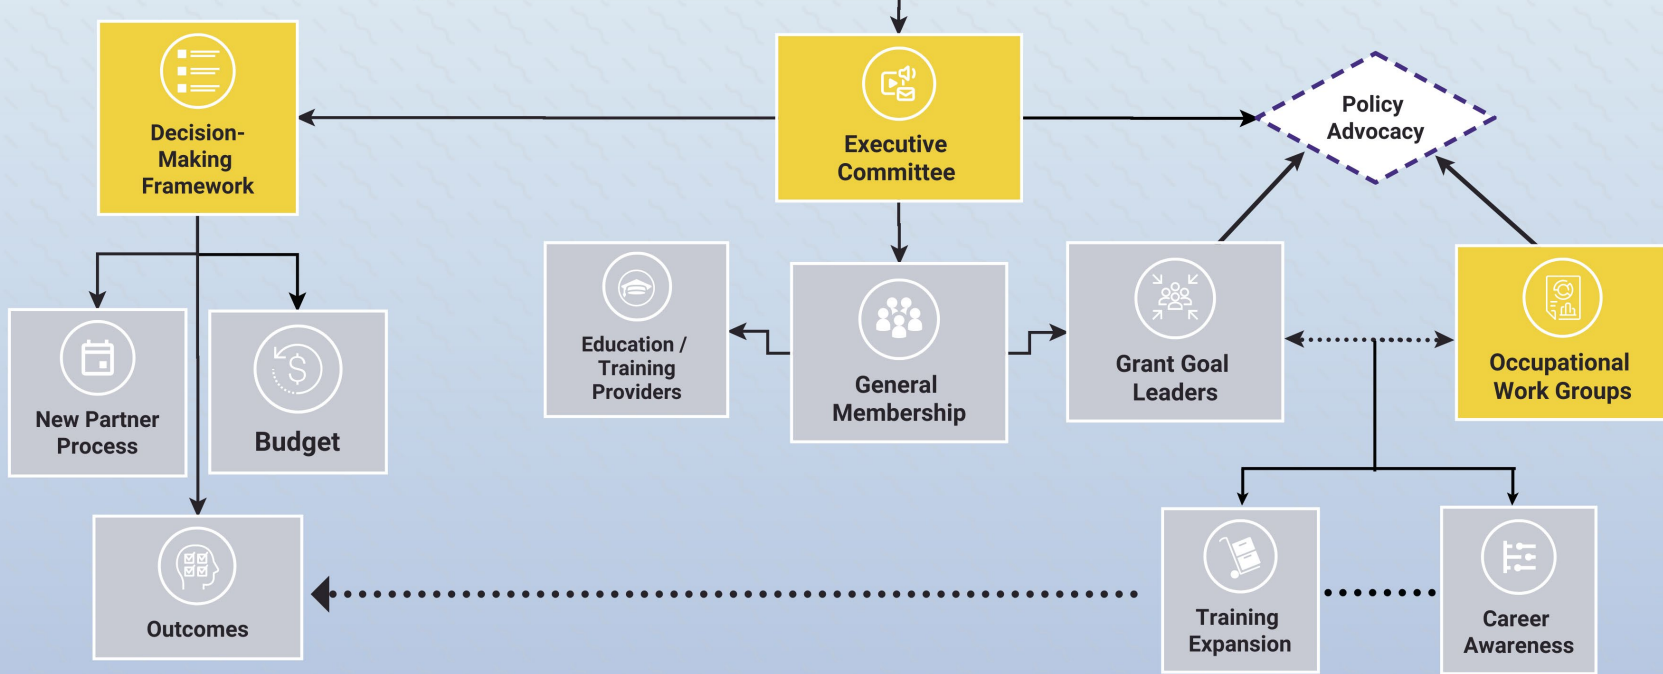 Decision-
Making
Framework
Executive
Committee
Policy
Advocacy
New Partner
Process
Budget
Education /
Training
Providers
General
Membership
Grant Goal
Leaders
Occupational
Work Groups
Outcomes
Training
Expansion
Career
Awareness